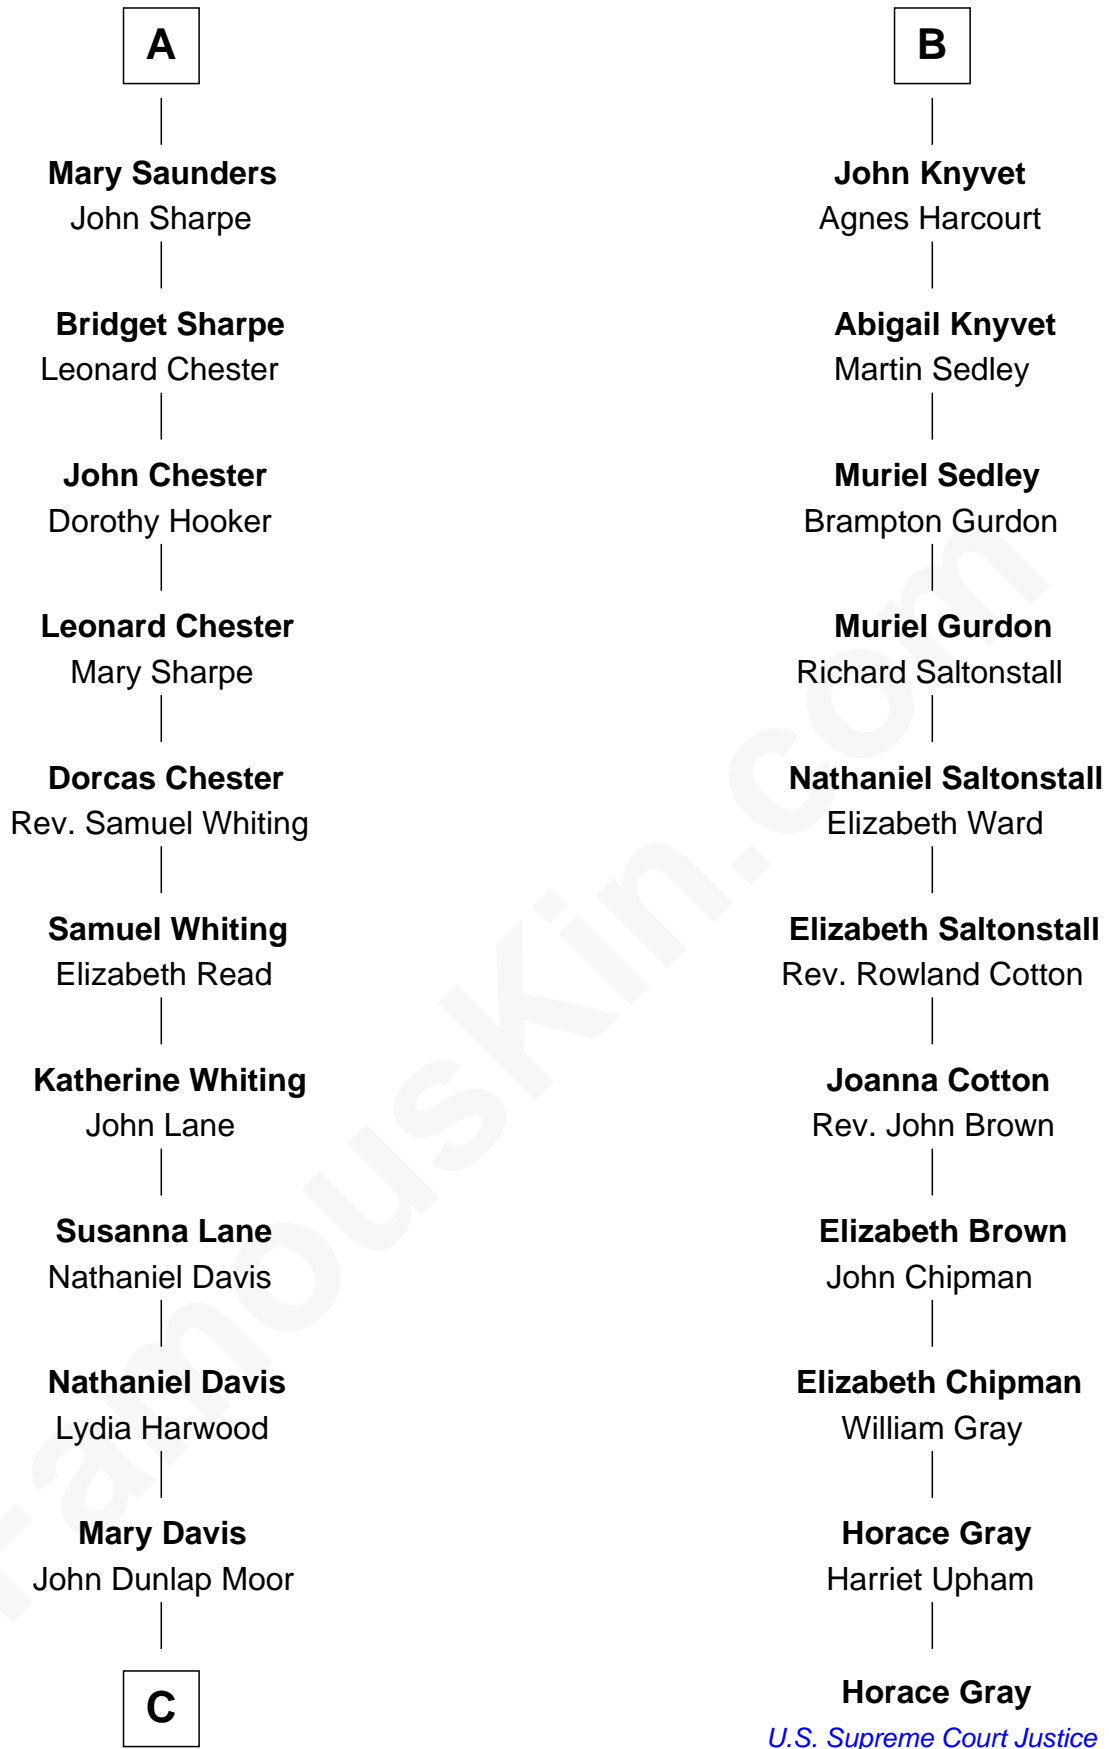 A
Mary Saunders
John Sharpe
Bridget Sharpe
Leonard Chester
John Chester
Dorothy Hooker
Leonard Chester
Mary Sharpe
Dorcas Chester
Rev. Samuel Whiting
Samuel Whiting
Elizabeth Read
Katherine Whiting
John Lane
Susanna Lane
Nathaniel Davis
Nathaniel Davis
Lydia Harwood
Mary Davis
John Dunlap Moor
C
B
John Knyvet
Agnes Harcourt
Abigail Knyvet
Martin Sedley
Muriel Sedley
Brampton Gurdon
Muriel Gurdon
Richard Saltonstall
Nathaniel Saltonstall
Elizabeth Ward
Elizabeth Saltonstall
Rev. Rowland Cotton
Joanna Cotton
Rev. John Brown
Elizabeth Brown
John Chipman
Elizabeth Chipman
William Gray
Horace Gray
Harriet Upham
Horace Gray
U.S. Supreme Court Justice
FamousKin.com